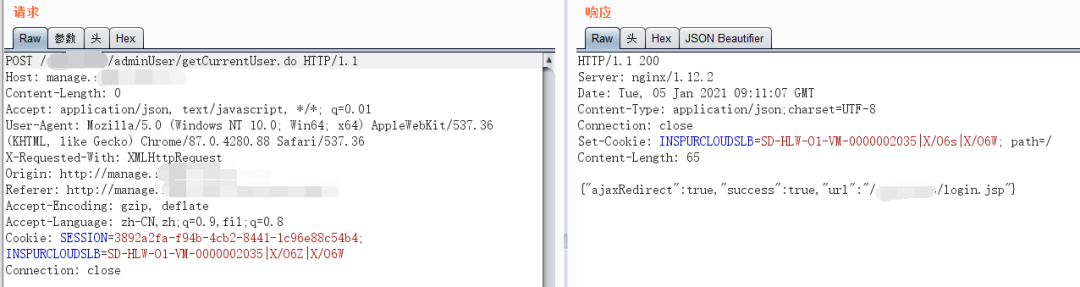 请求
Raw 参数 头 Hex
POST / /adminUser/getCurrentUser.do HTTP/1.1
Host: manage.
Content-Length: 0
Accept: application/json, text/javascript, */*; q=0.01
User-Agent: Mozilla/5.0 (Windows NT 10.0; Win64; x64) AppleWebKit/537.36
(KHTML, like Gecko) Chrome/87.0.4280.88 Safari/537.36
X-Requested-With: XMLHttpRequest
Origin: http://manage.
Referer: http://manage.
Accept-Encoding: gzip, deflate
Accept-Language: zh-CN,zh;q=0.9,fil;q=0.8
Cookie: SESSION=3892a2fa-f94b-4cb2-8441-1c96e88c54b4;
INSPURCLOUDSLB=SD-HLW-01-VM-0000002035|X/O6Z|X/O6W
Connection: close
响应
Raw 头 Hex JSON Beautifier
HTTP/1.1 200
Server: nginx/1.12.2
Date: Tue, 05 Jan 2021 09:11:07 GMT
Content-Type: application/json;charset=UTF-8
Connection: close
Set-Cookie: INSPURCLOUDSLB=SD-HLW-01-VM-0000002035|X/O6s|X/O6W; path=/
Content-Length: 65
{"ajaxRedirect":true,"success":true,"url":"/ /login.jsp"}